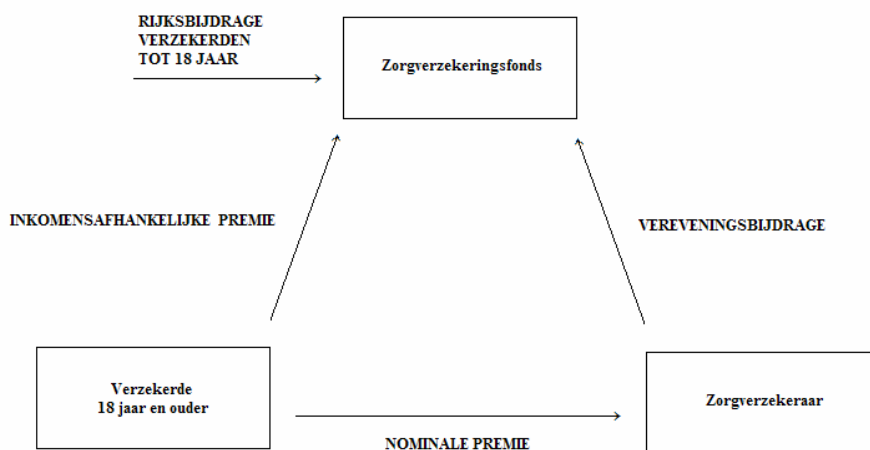 RIJKSBIJDRAGE
VERZEKERDEN
TOT 18 JAAR
Zorgverzekeringsfonds
INKOMENSAFHANKELIJKE PREMIE
VEREVENINGSBIJDRAGE
Verzekerde
18 jaar en ouder
Zorgverzekeraar
NOMINALE PREMIE